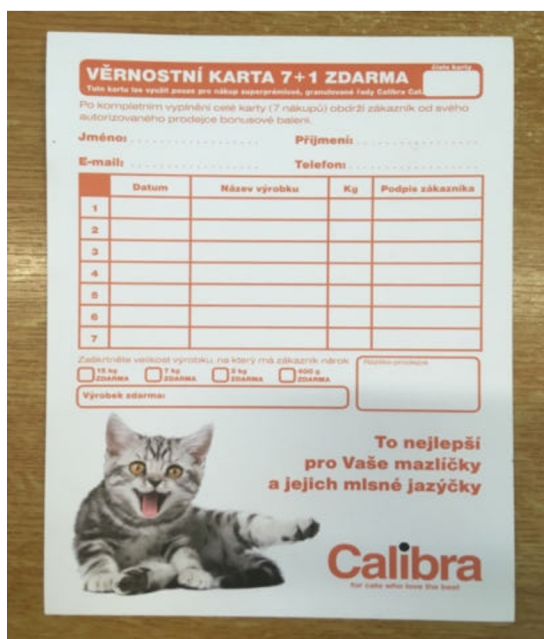 VĚRNOSTNÍ KARTA 7+1 ZDARMA
číslo karty
Tuto kartu lze využít pouze pro nákup superprémiové, granulované řady Calibra Cat.
Po kompletním vyplnění celé karty (7 nákupů) obdrží zákazník od svého
autorizovaného prodejce bonusové balení.
Jméno: Příjmení:
E-mail: Telefon:
Datum Název výrobku Kg Podpis zákazníka
1
2
3
4
5
6
7
Zaškrtněte velikost výrobku, na který má zákazník nárok
Razítko prodejce
15 kg ZDARMA 7 kg ZDARMA 2 kg ZDARMA 400 g ZDARMA
Výrobek zdarma:
To nejlepší
pro Vaše mazlíčky
a jejich mlsné jazýčky
Calibra
for cats who love the best